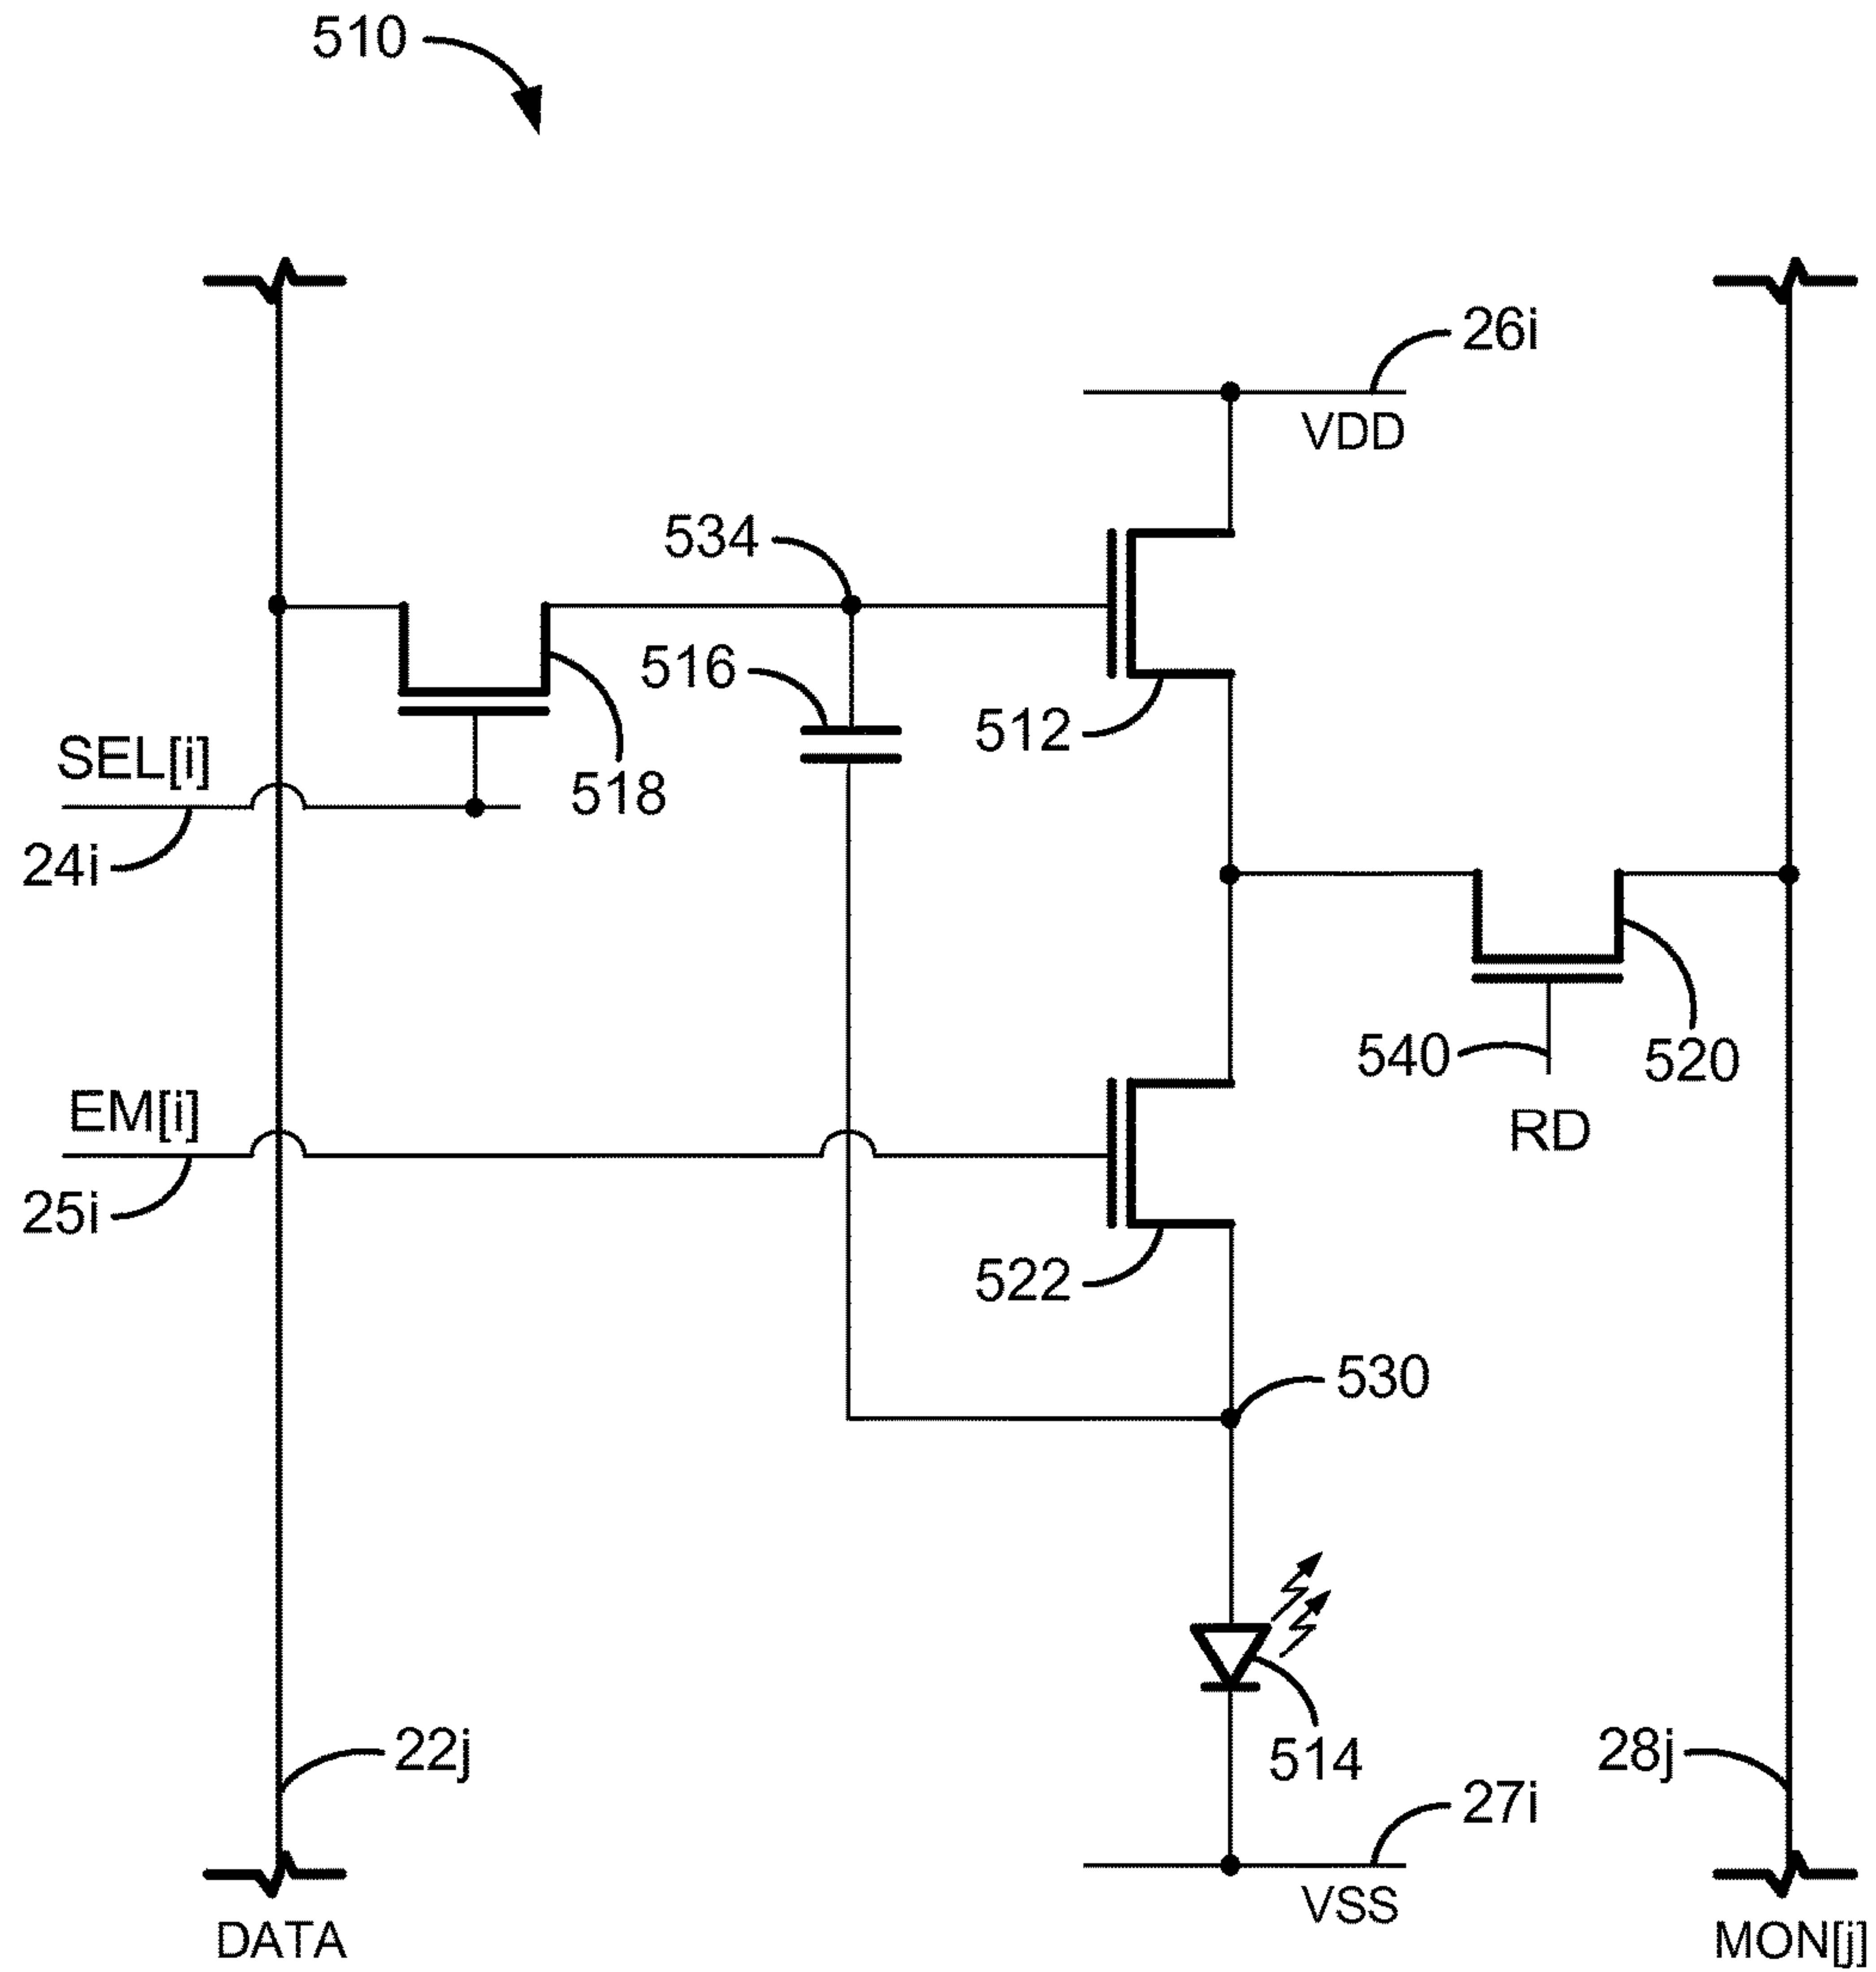 510
26i
VDD
534
516
512
SEL[i]
518
24i
540
520
EM[i]
RD
25i
522
530
22j
514
28j
27i
VSS
DATA
MON[j]